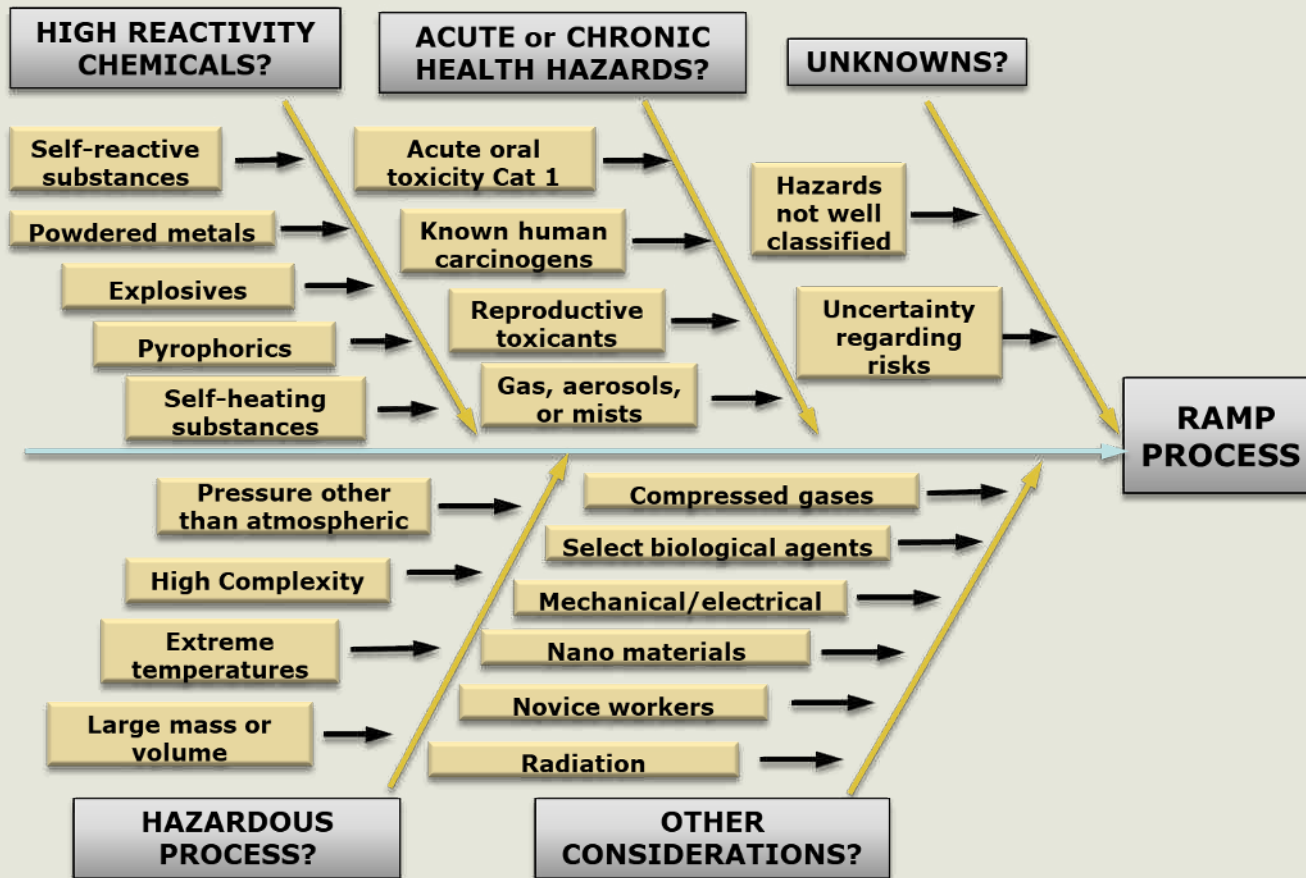 HIGH REACTIVITY
CHEMICALS?
Self-reactive
substances
Powdered metals
Explosives
Pyrophorics
Self-heating
substances
ACUTE or CHRONIC
HEALTH HAZARDS?
Acute oral
toxicity Cat 1
Known human
carcinogens
Reproductive
toxicants
Gas, aerosols,
or mists
UNKNOWNS?
Hazards
not well
classified
Uncertainty
regarding
risks
RAMP
PROCESS
Pressure other
than atmospheric
High Complexity
Extreme
temperatures
Large mass or
volume
HAZARDOUS
PROCESS?
Compressed gases
Select biological agents
Mechanical/electrical
Nano materials
Novice workers
Radiation
OTHER
CONSIDERATIONS?